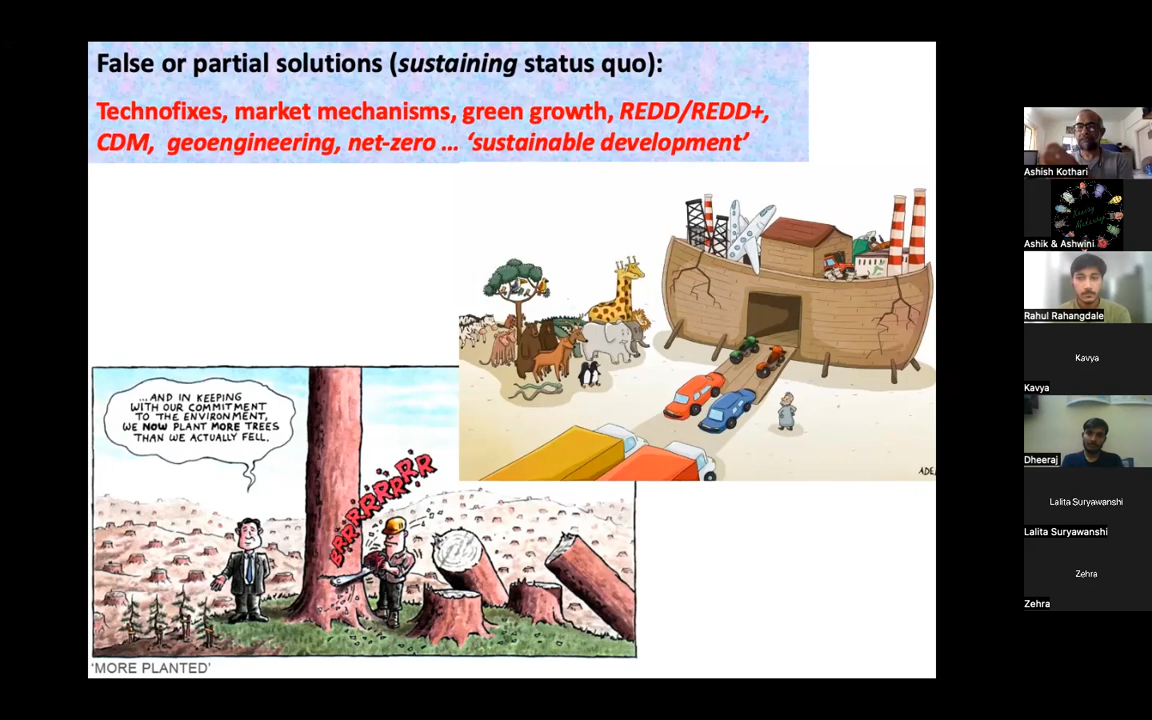 False or partial solutions (sustaining status quo):
Technofixes, market mechanisms, green growth, REDD/REDD+,
CDM, geoengineering, net-zero ... ‘sustainable development’
...AND IN KEEPING
WITH OUR COMMITMENT
TO THE ENVIRONMENT,
WE NOW PLANT MORE TREES
THAN WE ACTUALLY FELL.
BRRRRRRRRRR
‘MORE PLANTED’
Ashish Kothari
Ashik & Ashwini
Rahul Rahangdale
Kavya
Kavya
Dheeraj
Lalita Suryawanshi
Lalita Suryawanshi
Zehra
Zehra